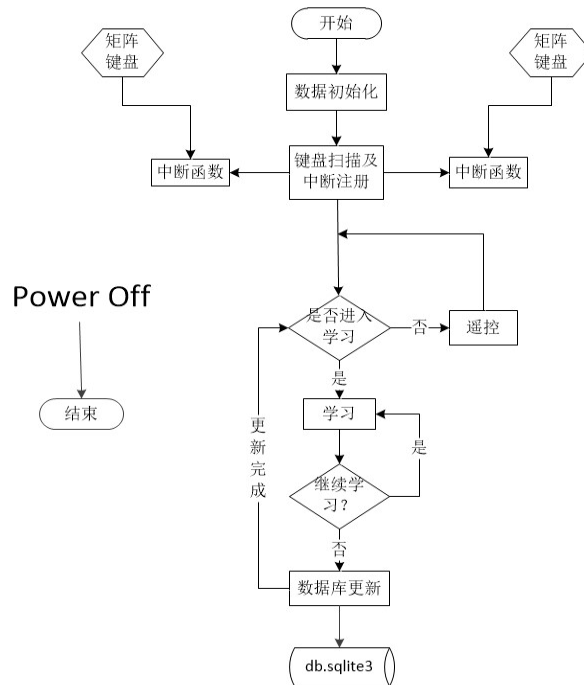 开始
矩阵
键盘
矩阵
键盘
数据初始化
键盘扫描及
中断注册
中断函数
中断函数
Power Off
结束
是否进入
学习
否
遥控
是
学习
更新完成
是
继续学
习？
否
数据库更新
db.sqlite3